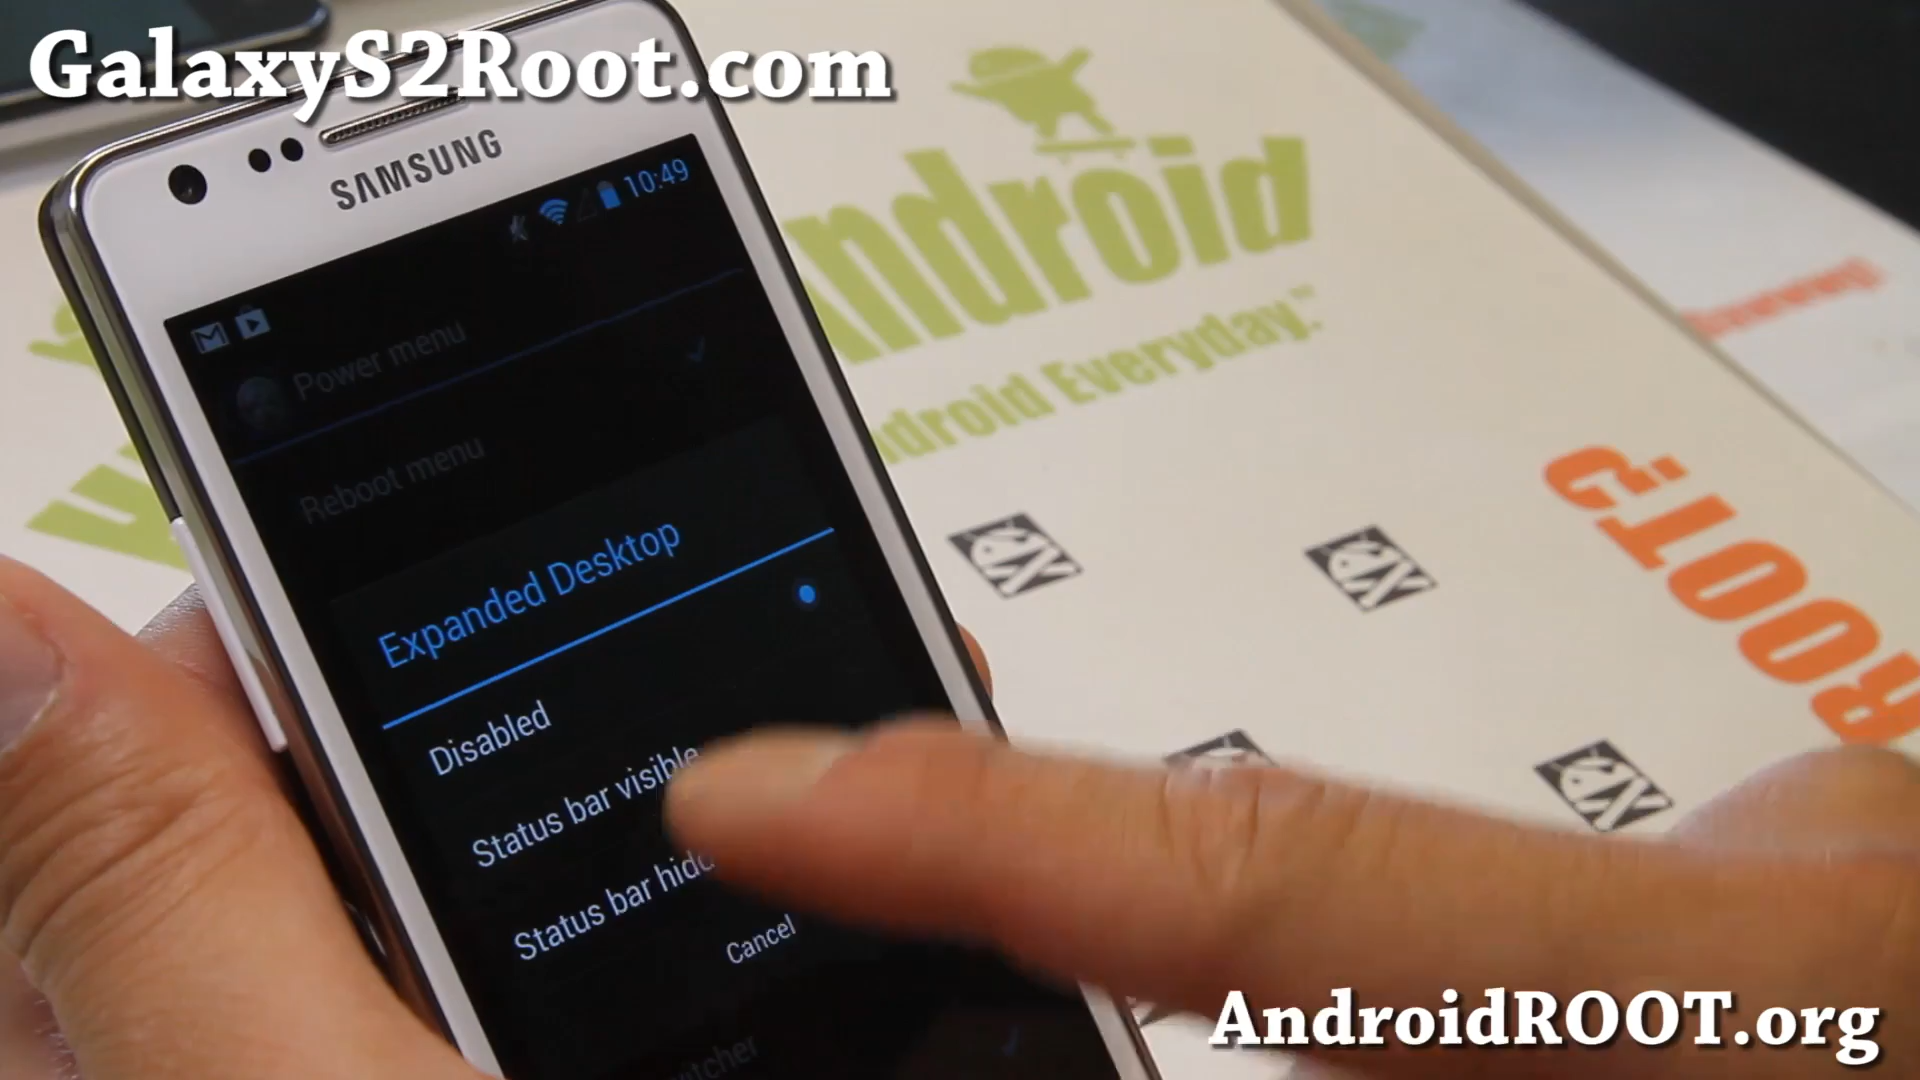 GalaxyS2Root.com
SAMSUNG
10:49
Power menu
Reboot menu
Expanded Desktop
Disabled
Status bar visible
Status bar
Cancel
Android
Android Everyday.™
ROOT
AndroidROOT.org